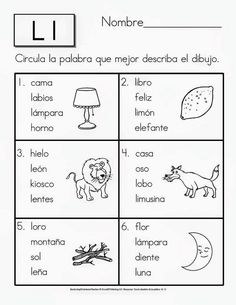 L l
Nombre
Circula la palabra que mejor describa el dibujo.
1. cama
labios
lámpara
horno
2. libro
feliz
limón
elefante
3. hielo
león
kiosco
lentes
4. casa
oso
lobo
limusina
5. loro
montaña
sol
leña
6. flor
lámpara
diente
luna